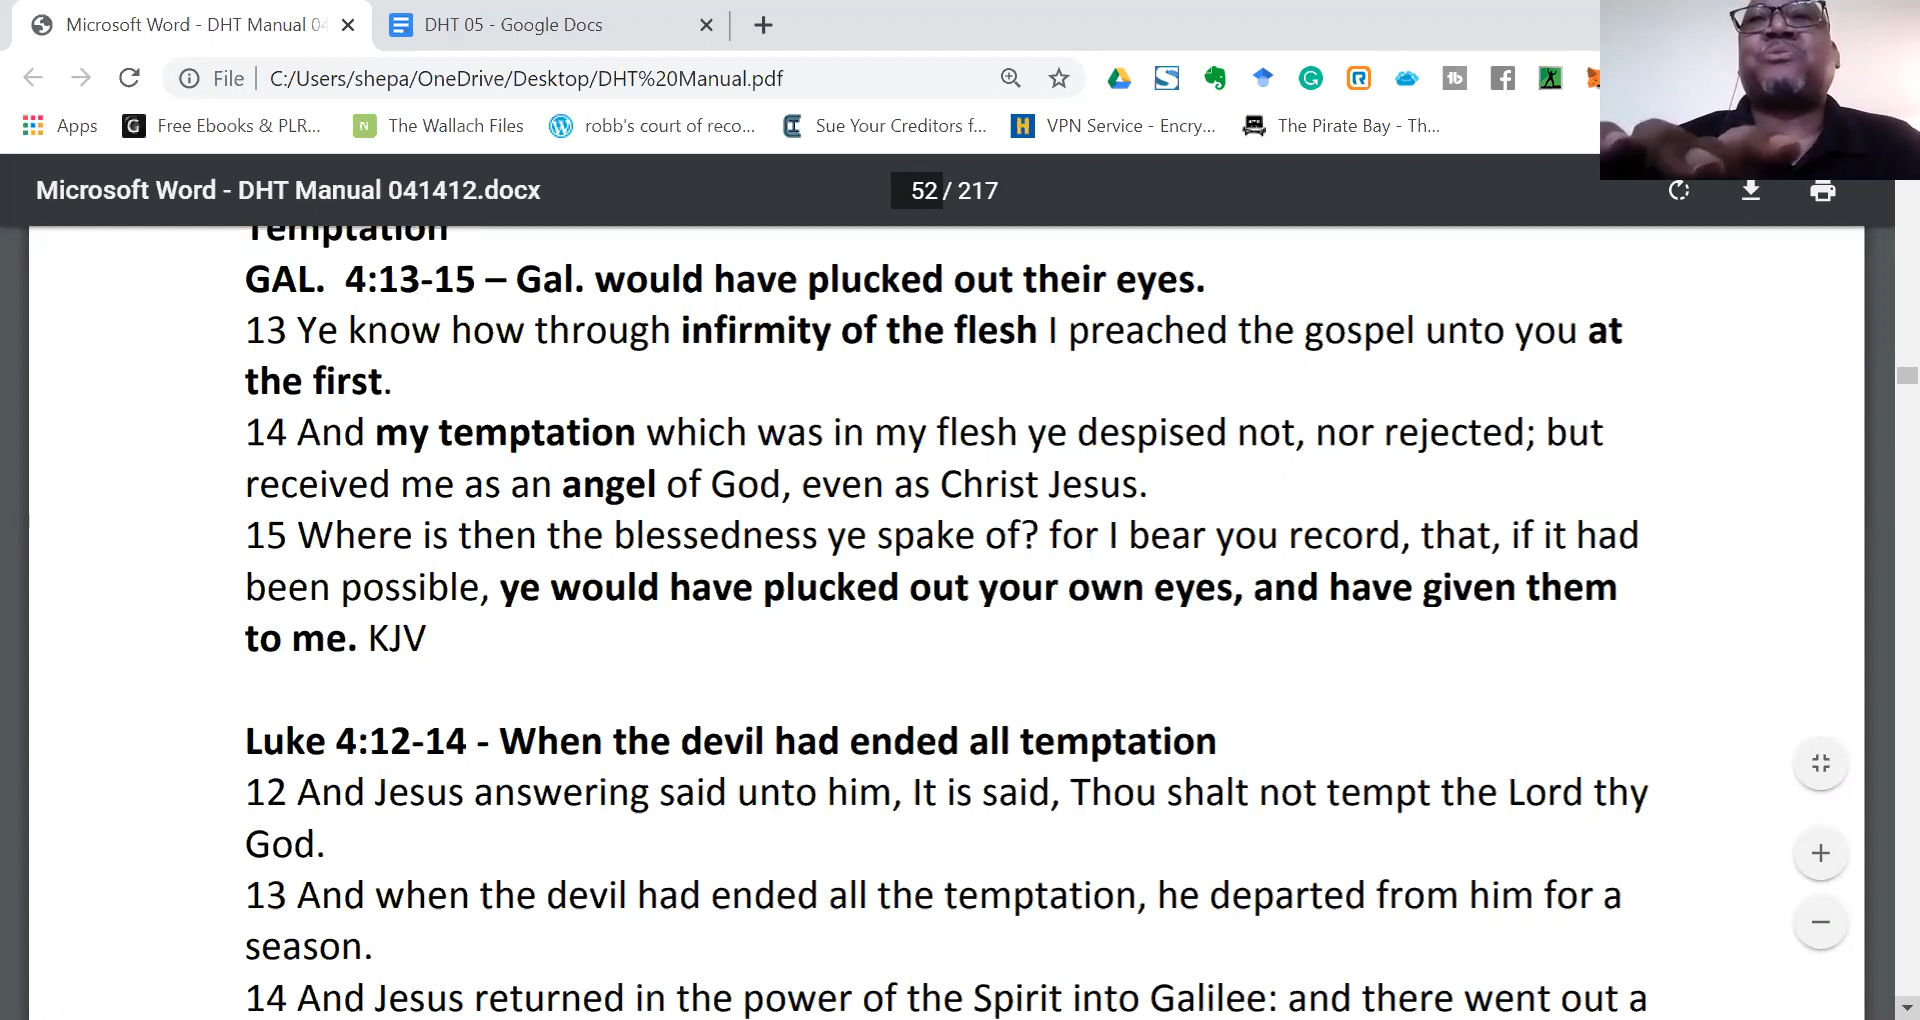 Microsoft Word - DHT Manual 04
DHT 05 - Google Docs
File
C:/Users/shepa/OneDrive/Desktop/DHT%20Manual.pdf
Apps
Free Ebooks & PLR...
The Wallach Files
robb's court of reco...
Sue Your Creditors f...
VPN Service - Encry...
The Pirate Bay - Th...
Microsoft Word - DHT Manual 041412.docx
52 / 217
Temptation
GAL.  4:13-15 – Gal. would have plucked out their eyes.
13 Ye know how through infirmity of the flesh I preached the gospel unto you at
the first.
14 And my temptation which was in my flesh ye despised not, nor rejected; but
received me as an angel of God, even as Christ Jesus.
15 Where is then the blessedness ye spake of? for I bear you record, that, if it had
been possible, ye would have plucked out your own eyes, and have given them
to me. KJV
Luke 4:12-14 - When the devil had ended all temptation
12 And Jesus answering said unto him, It is said, Thou shalt not tempt the Lord thy
God.
13 And when the devil had ended all the temptation, he departed from him for a
season.
14 And Jesus returned in the power of the Spirit into Galilee: and there went out a